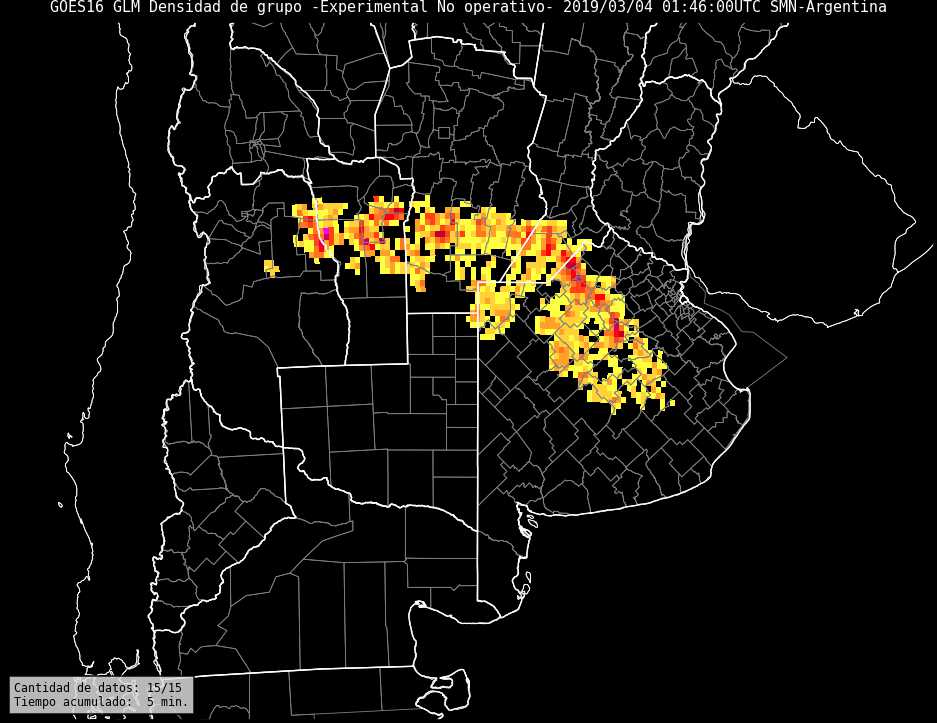 GOES16 GLM Densidad de grupo -Experimental No operativo- 2019/03/04 01:46:00UTC SMN-Argentina
Cantidad de datos: 15/15
Tiempo acumulado:  5 min.